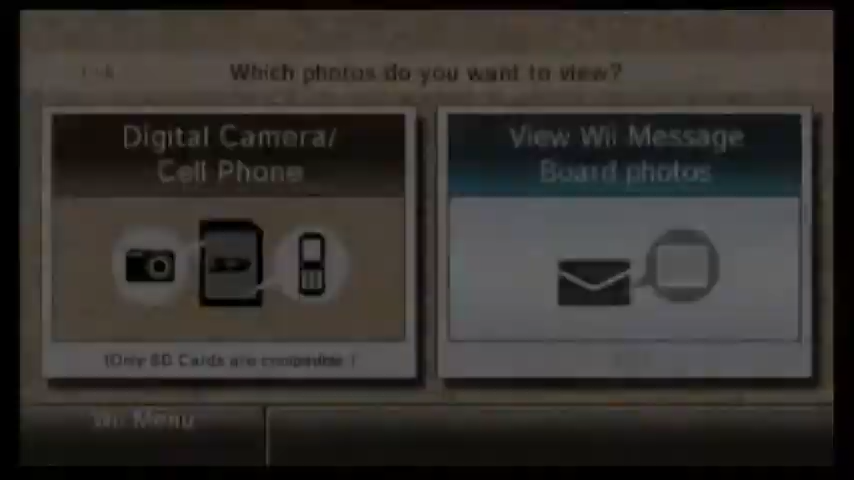 Which photos do you want to view?
Digital Camera/
Cell Phone
View Wii Message
Board photos
(Only SD Cards are compatible.)
Wii Menu